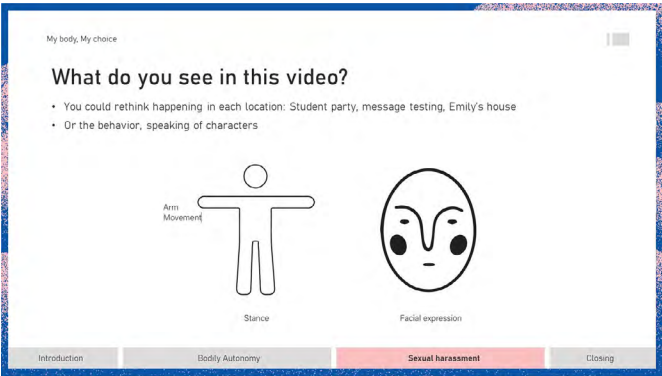 My body, My choice
What do you see in this video?
• You could rethink happening in each location: Student party, message testing, Emily's house
• Or the behavior, speaking of characters
Arm
Movement
Stance
Facial expression
Introduction
Bodily Autonomy
Sexual harassment
Closing